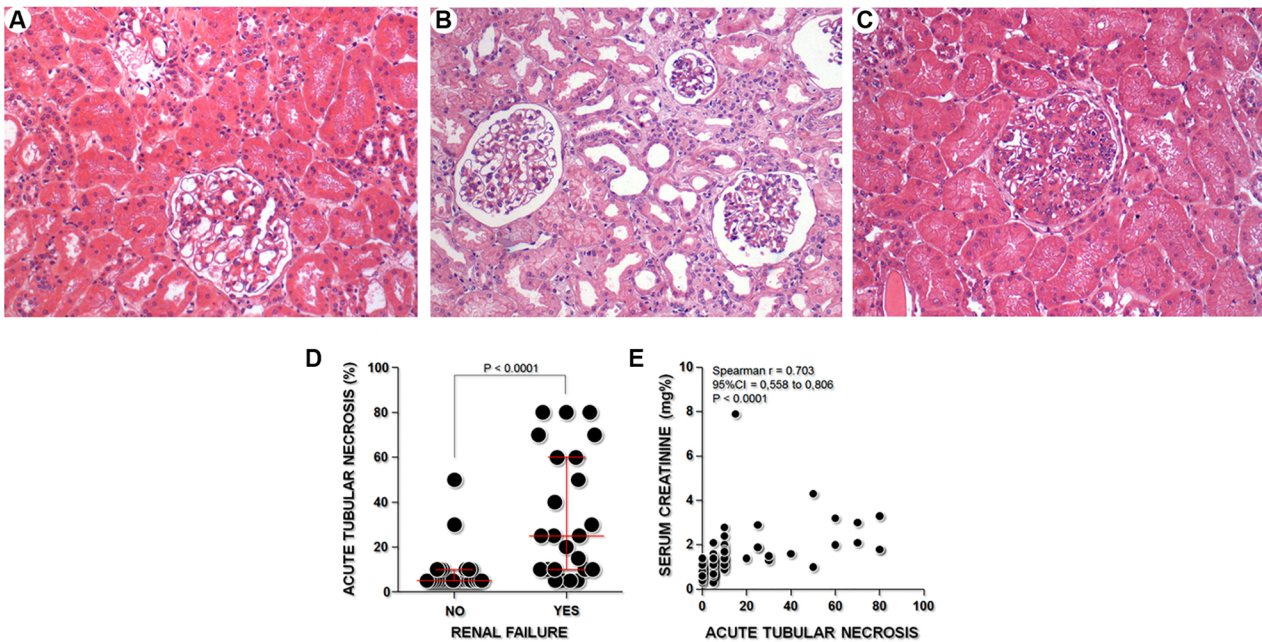 A
B
C
D
P < 0.0001
ACUTE TUBULAR NECROSIS (%)
100
80
60
40
20
0
NO
YES
RENAL FAILURE
E
Spearman r = 0.703
95%CI = 0,558 to 0,806
P < 0.0001
SERUM CREATININE (mg%)
10
8
6
4
2
0
0
20
40
60
80
100
ACUTE TUBULAR NECROSIS